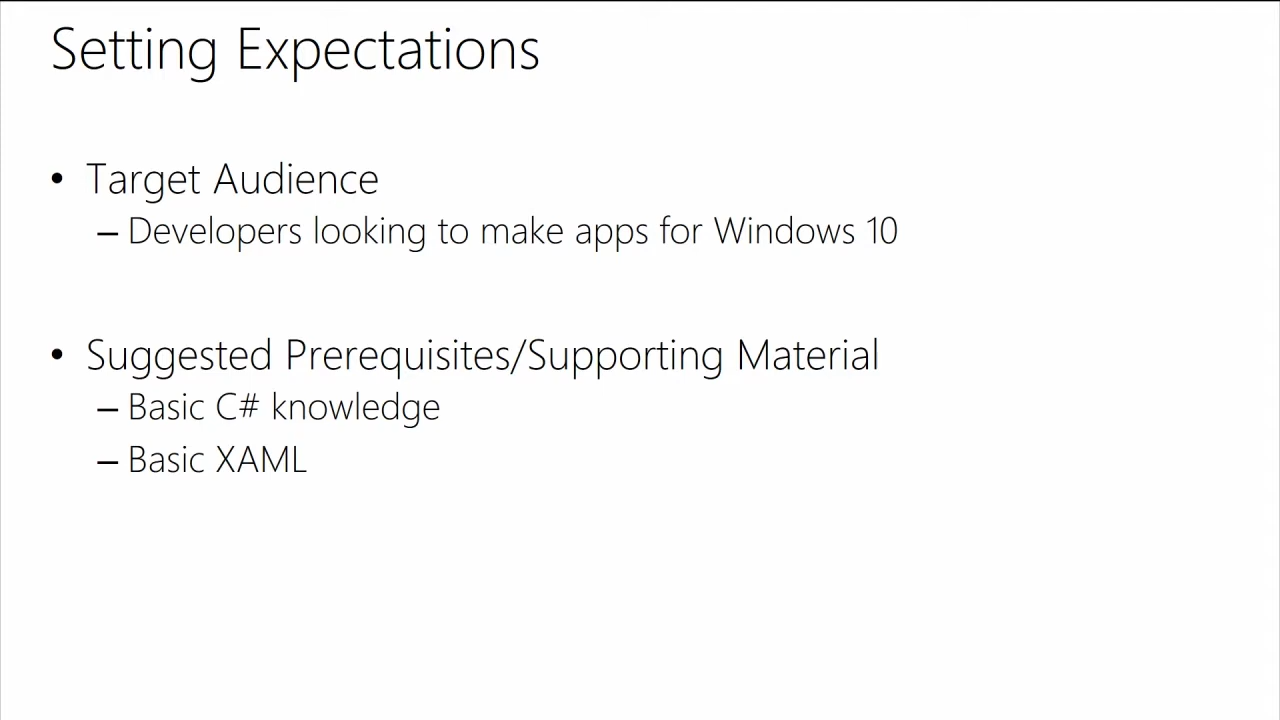 Setting Expectations
• Target Audience
– Developers looking to make apps for Windows 10
• Suggested Prerequisites/Supporting Material
– Basic C# knowledge
– Basic XAML